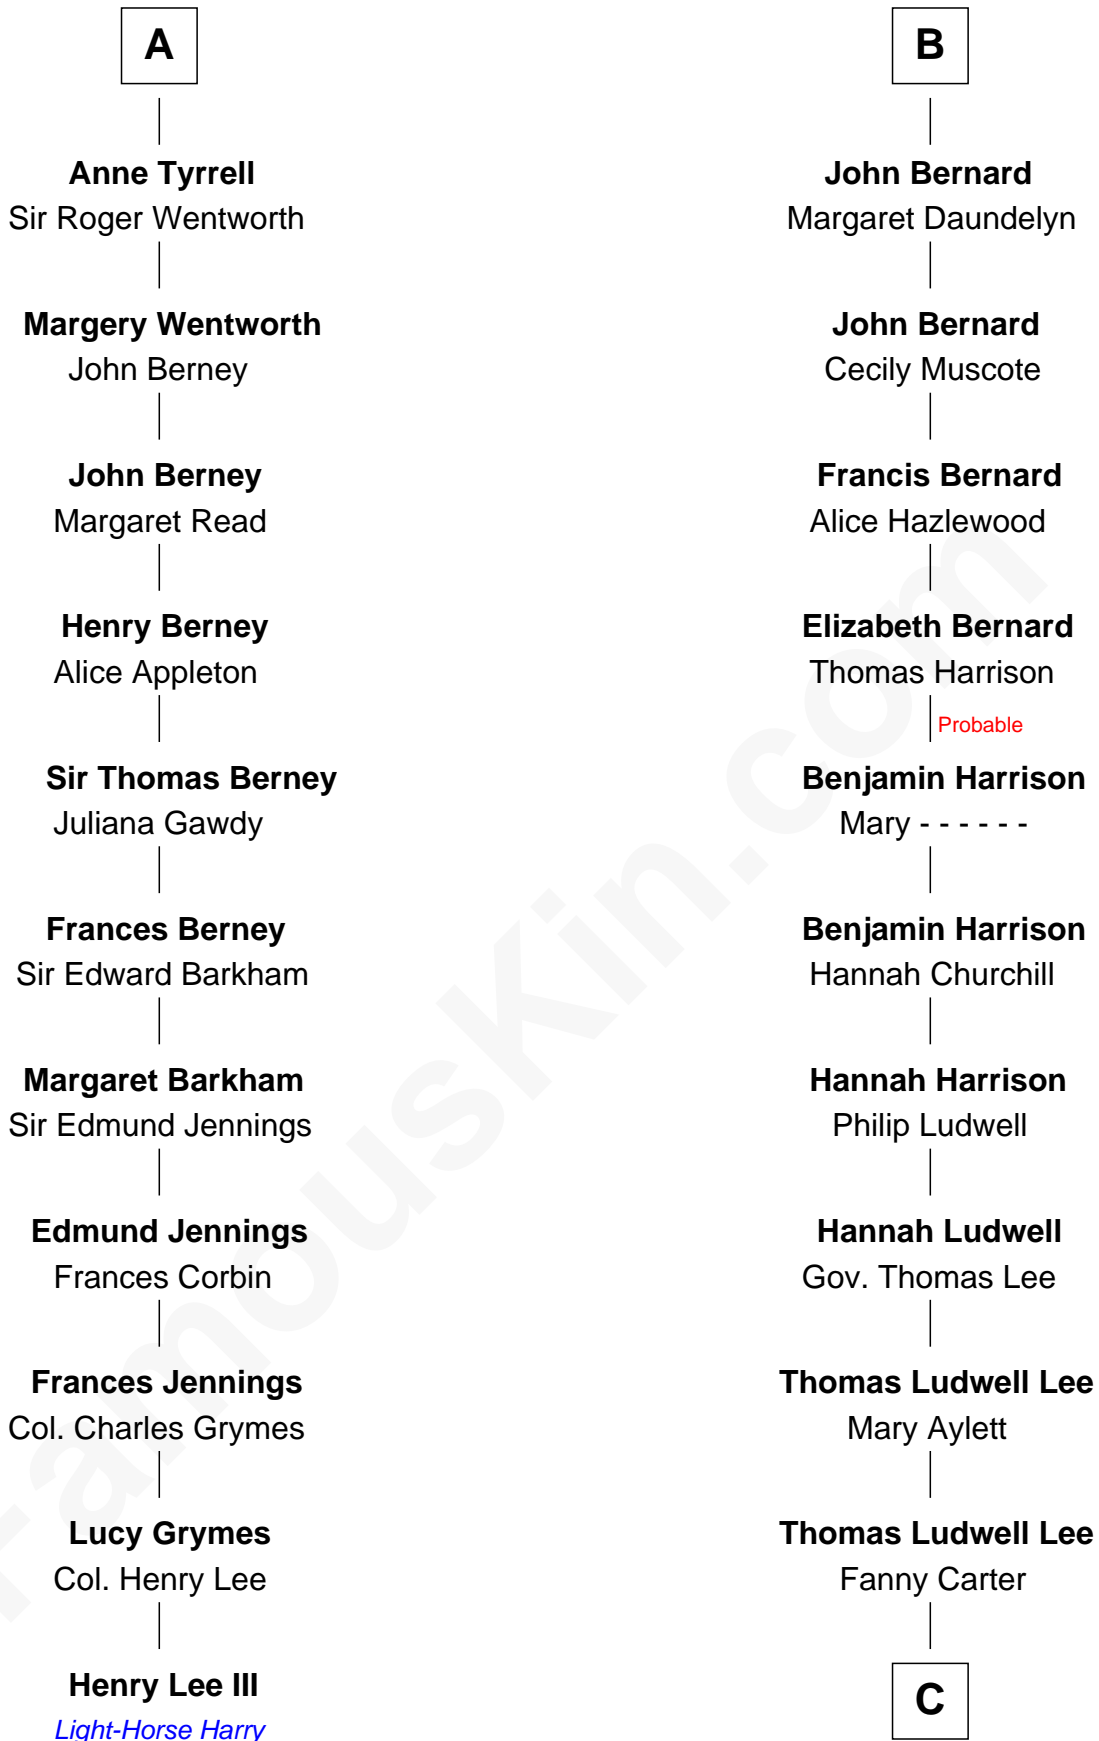 A
Anne Tyrrell
Sir Roger Wentworth
Margery Wentworth
John Berney
John Berney
Margaret Read
Henry Berney
Alice Appleton
Sir Thomas Berney
Juliana Gawdy
Frances Berney
Sir Edward Barkham
Margaret Barkham
Sir Edmund Jennings
Edmund Jennings
Frances Corbin
Frances Jennings
Col. Charles Grymes
Lucy Grymes
Col. Henry Lee
Henry Lee III
Light-Horse Harry
B
John Bernard
Margaret Daundelyn
John Bernard
Cecily Muscote
Francis Bernard
Alice Hazlewood
Elizabeth Bernard
Thomas Harrison
Probable
Benjamin Harrison
Mary - - - - - -
Benjamin Harrison
Hannah Churchill
Hannah Harrison
Philip Ludwell
Hannah Ludwell
Gov. Thomas Lee
Thomas Ludwell Lee
Mary Aylett
Thomas Ludwell Lee
Fanny Carter
C
FamousKin.com